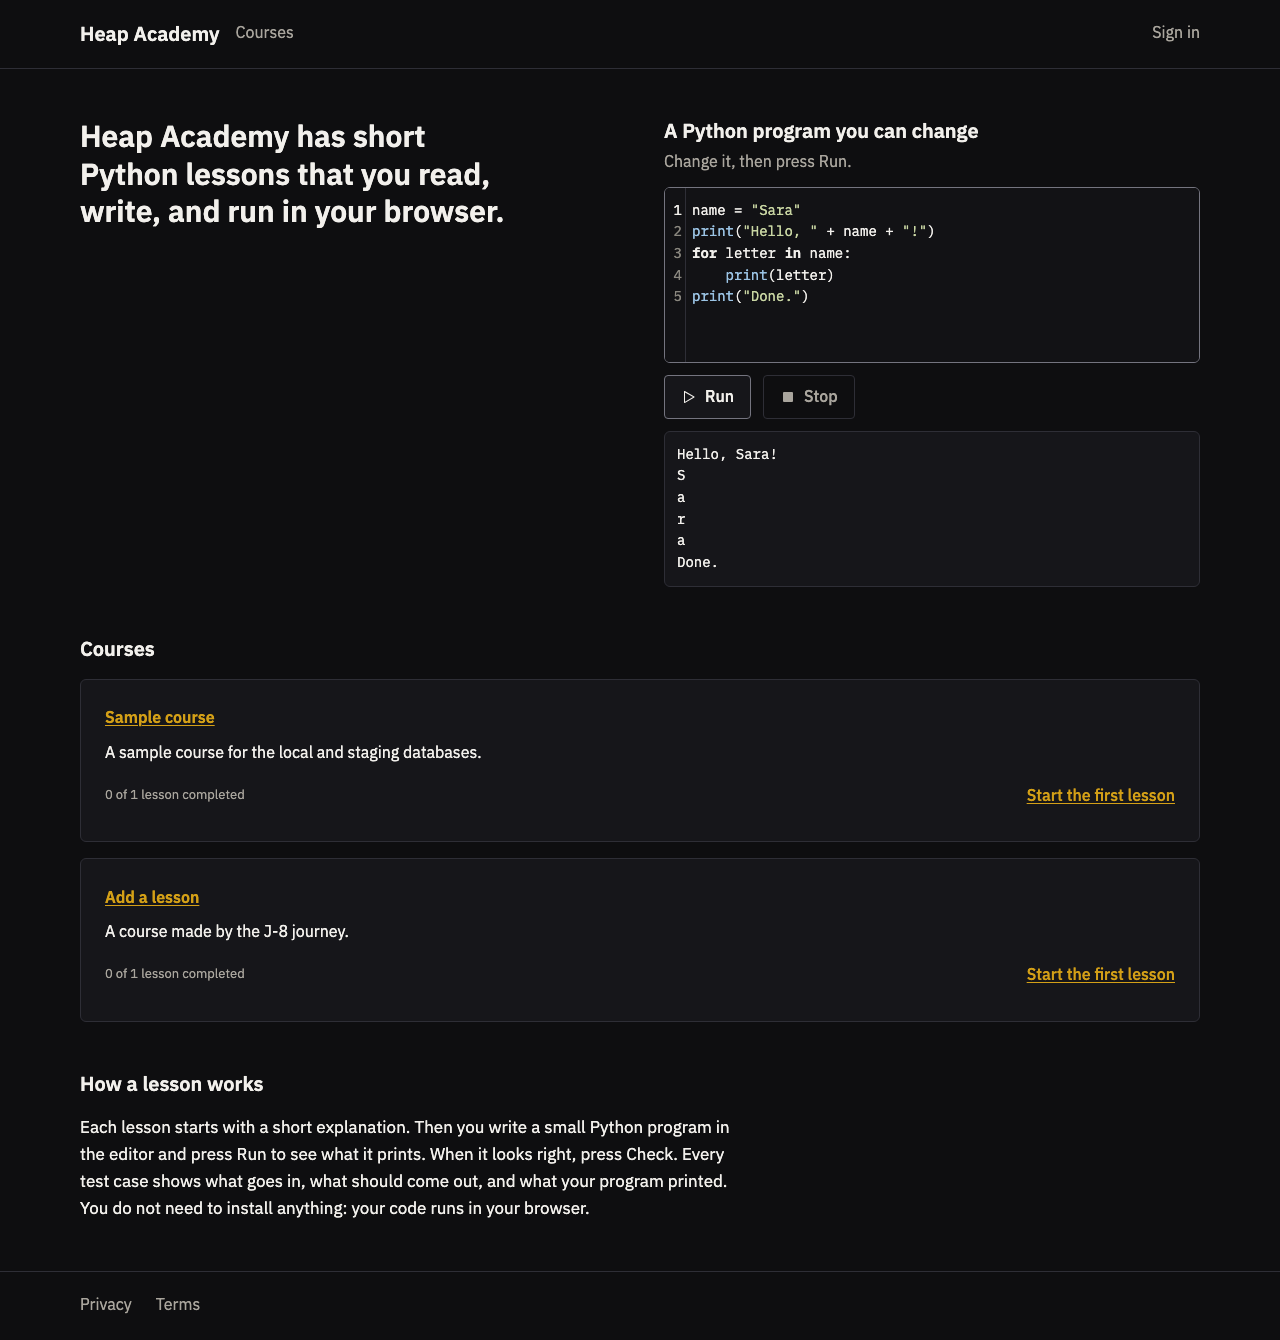 Heap Academy
Courses
Sign in
Heap Academy has short
Python lessons that you read,
write, and run in your browser.
A Python program you can change
Change it, then press Run.
1 name = "Sara"
2 print("Hello, " + name + "!")
3 for letter in name:
4     print(letter)
5 print("Done.")
Run
Stop
Hello, Sara!
S
a
r
a
Done.
Courses
Sample course
A sample course for the local and staging databases.
0 of 1 lesson completed
Start the first lesson
Add a lesson
A course made by the J-8 journey.
0 of 1 lesson completed
Start the first lesson
How a lesson works
Each lesson starts with a short explanation. Then you write a small Python program in
the editor and press Run to see what it prints. When it looks right, press Check. Every
test case shows what goes in, what should come out, and what your program printed.
You do not need to install anything: your code runs in your browser.
Privacy
Terms